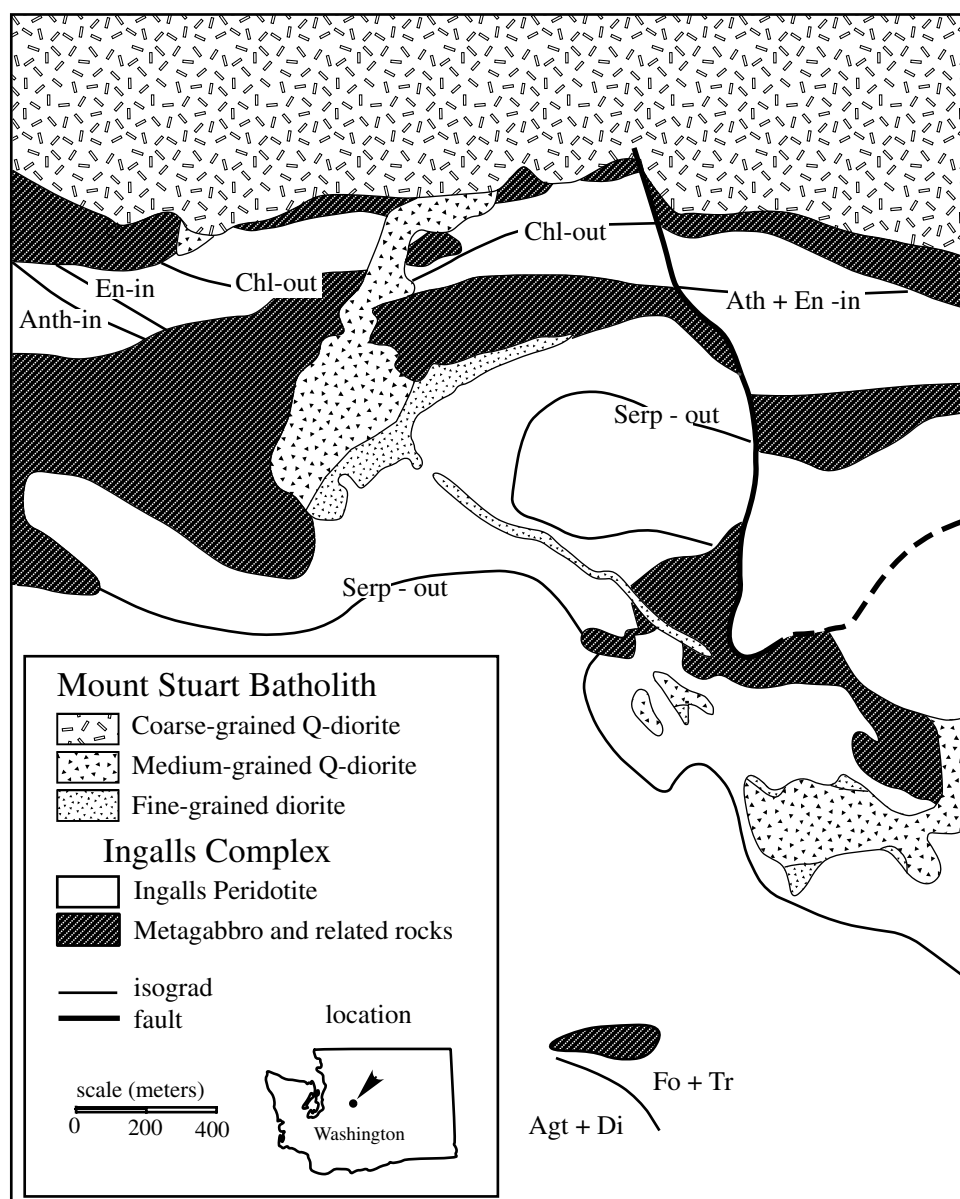 Chl-out
En-in
Chl-out
Ath + En -in
Anth-in
Serp - out
Serp - out
Mount Stuart Batholith
Coarse-grained Q-diorite
Medium-grained Q-diorite
Fine-grained diorite
Ingalls Complex
Ingalls Peridotite
Metagabbro and related rocks
isograd
fault
location
scale (meters)
0 200 400
Washington
Fo + Tr
Agt + Di